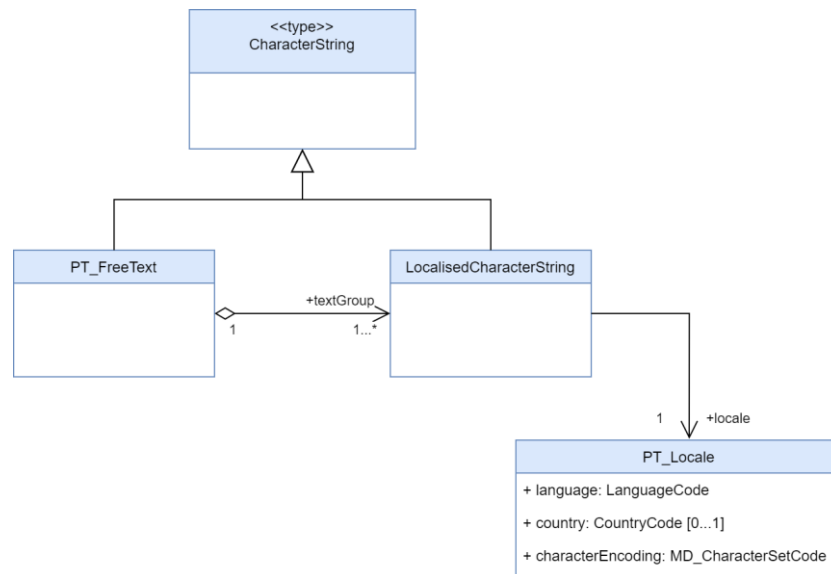 <<type>>
CharacterString
PT_FreeText
LocalisedCharacterString
+textGroup
1
1...*
1
+locale
PT_Locale
+ language: LanguageCode
+ country: CountryCode [0...1]
+ characterEncoding: MD_CharacterSetCode